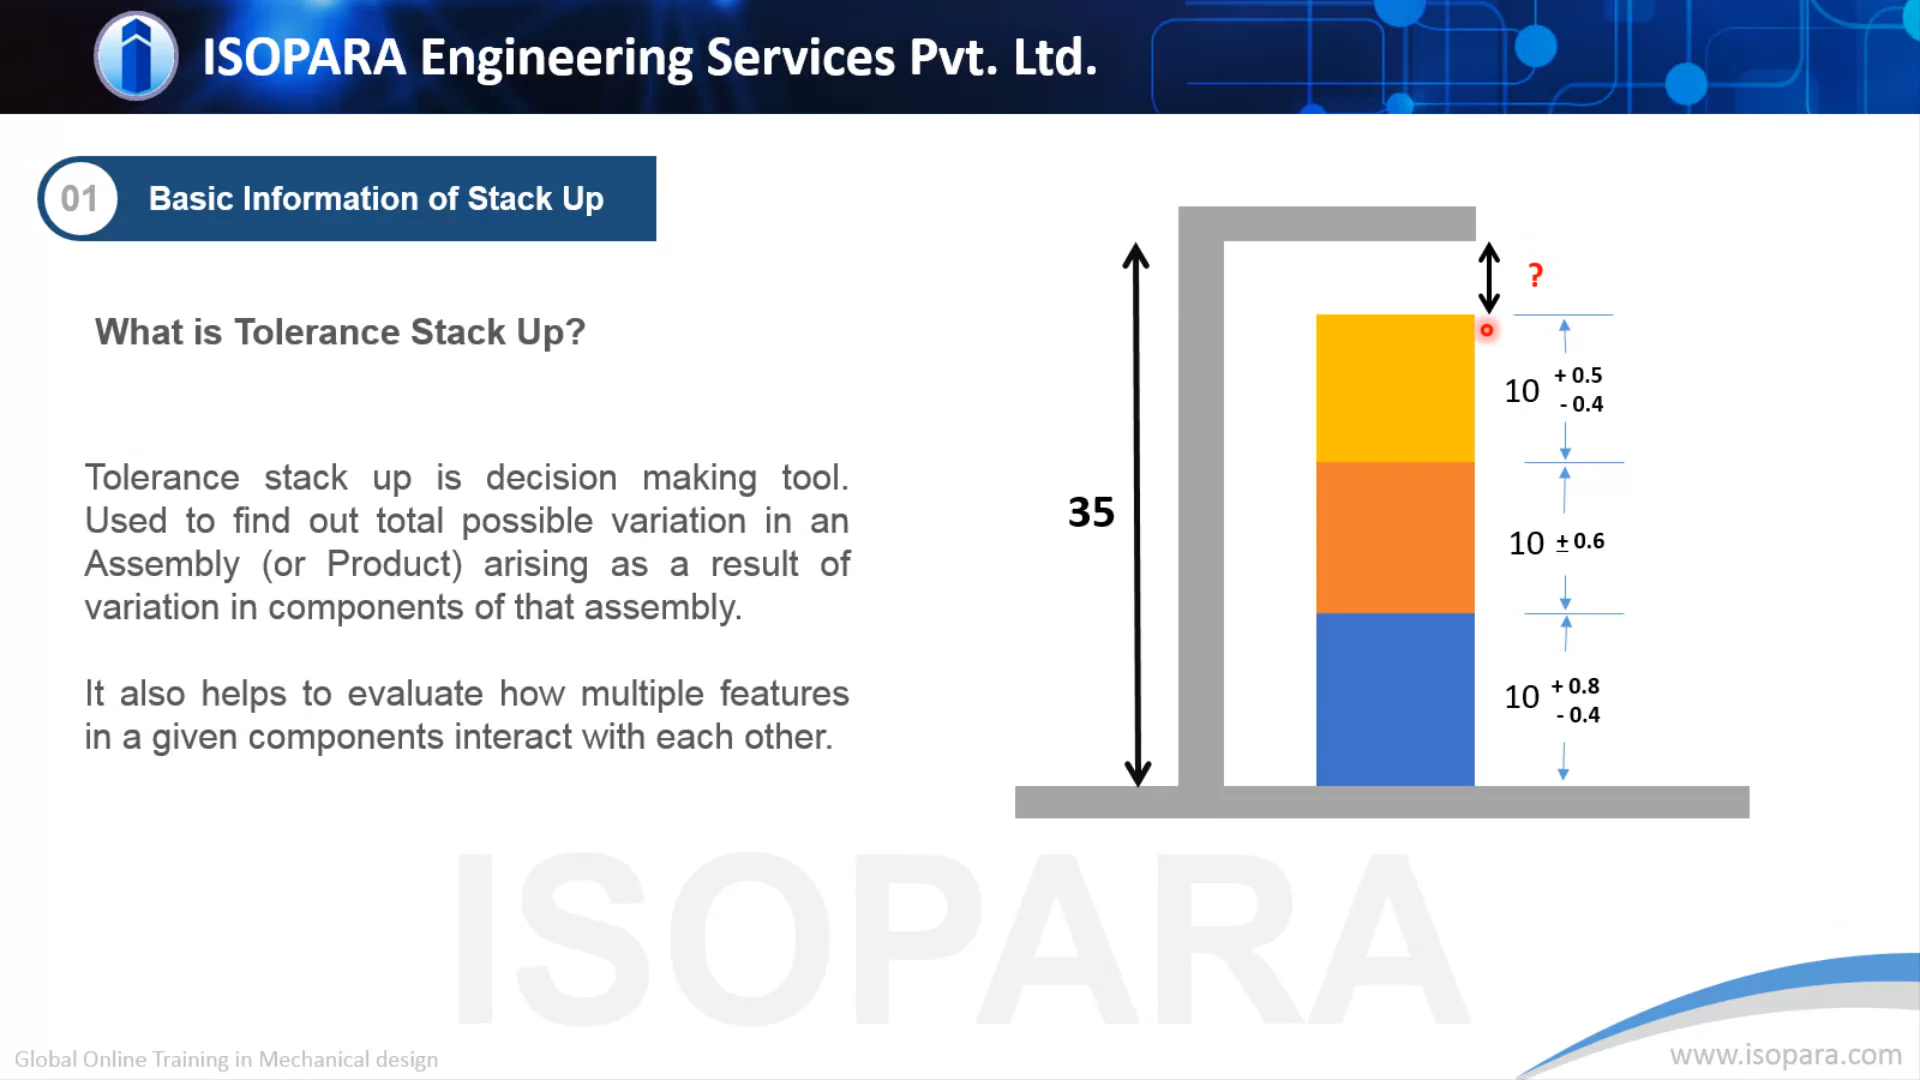 ISOPARA Engineering Services Pvt. Ltd.
01
Basic Information of Stack Up
What is Tolerance Stack Up?
Tolerance stack up is decision making tool.
Used to find out total possible variation in an
Assembly (or Product) arising as a result of
variation in components of that assembly.
It also helps to evaluate how multiple features
in a given components interact with each other.
35
?
10 + 0.5
- 0.4
10 ± 0.6
10 + 0.8
- 0.4
ISOPARA
Global Online Training in Mechanical design
www.isopara.com